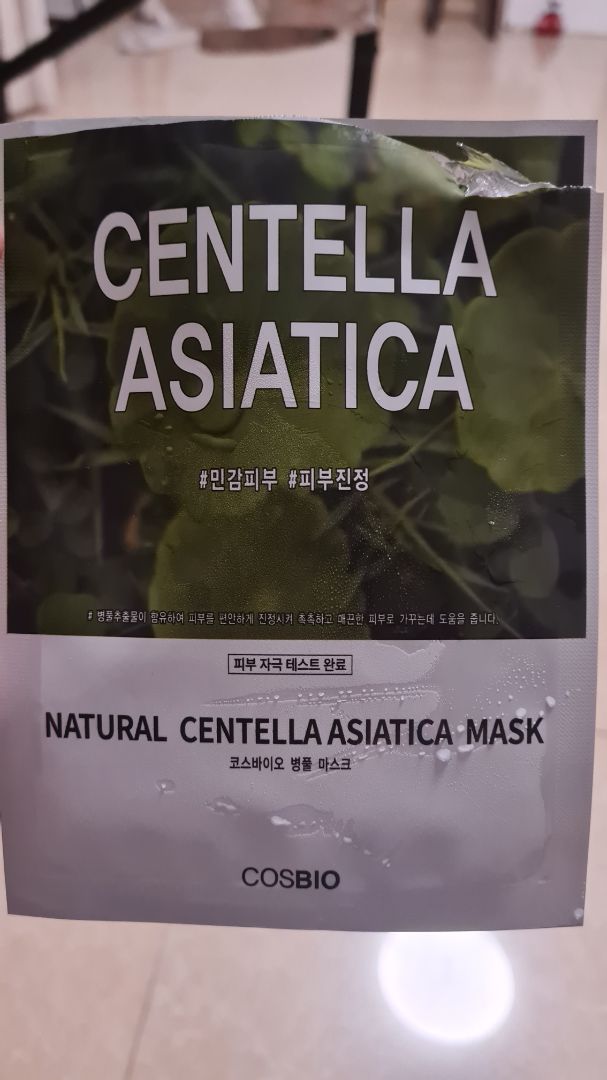 CENTELLA
ASIATICA
#민감피부 #피부진정
# 병풀추출물이 함유하여 피부를 편안하게 진정시켜 촉촉하고 매끈한 피부로 가꾸는데 도움을 줍니다.
피부 자극 테스트 완료
NATURAL CENTELLA ASIATICA MASK
코스바이오 병풀 마스크
COSBIO